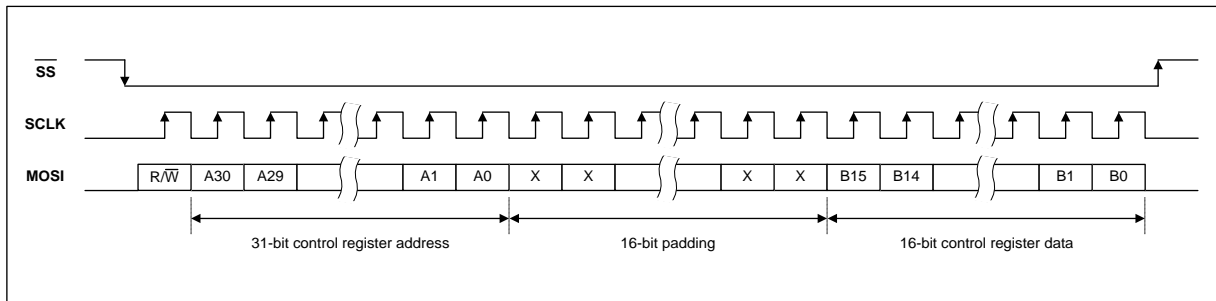 SS
SCLK
MOSI R/W A30 A29 A1 A0 X X X X B15 B14 B1 B0
31-bit control register address 16-bit padding 16-bit control register data